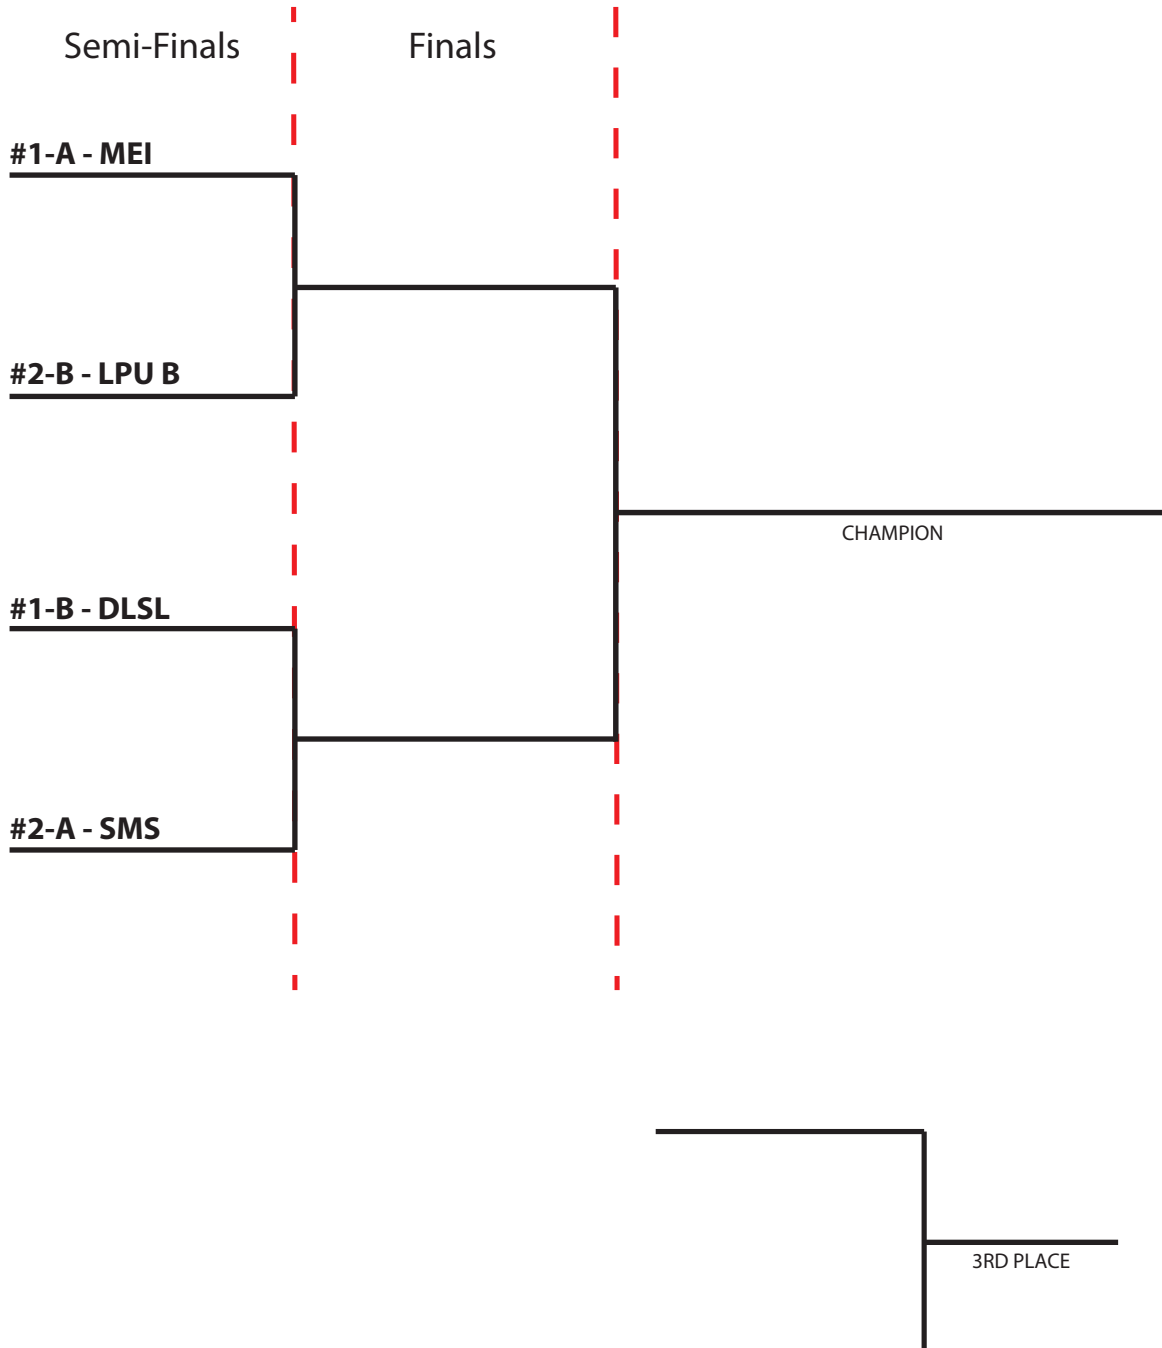 Semi-Finals
Finals
#1-A - MEI
#2-B - LPU B
CHAMPION
#1-B - DLSL
#2-A - SMS
3RD PLACE